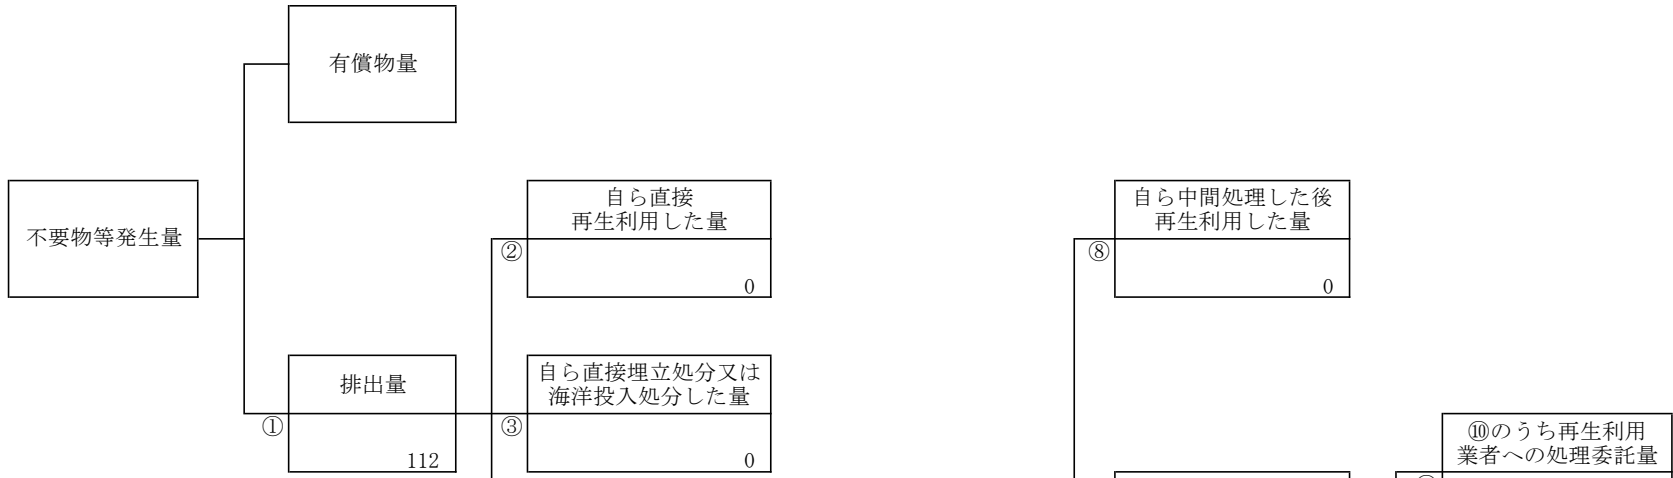 有償物量
不要物等発生量
自ら直接
再生利用した量
②
0
自ら中間処理した後
再生利用した量
⑧
0
排出量
①
112
自ら直接埋立処分又は
海洋投入処分した量
③
0
⑩のうち再生利用
業者への処理委託量